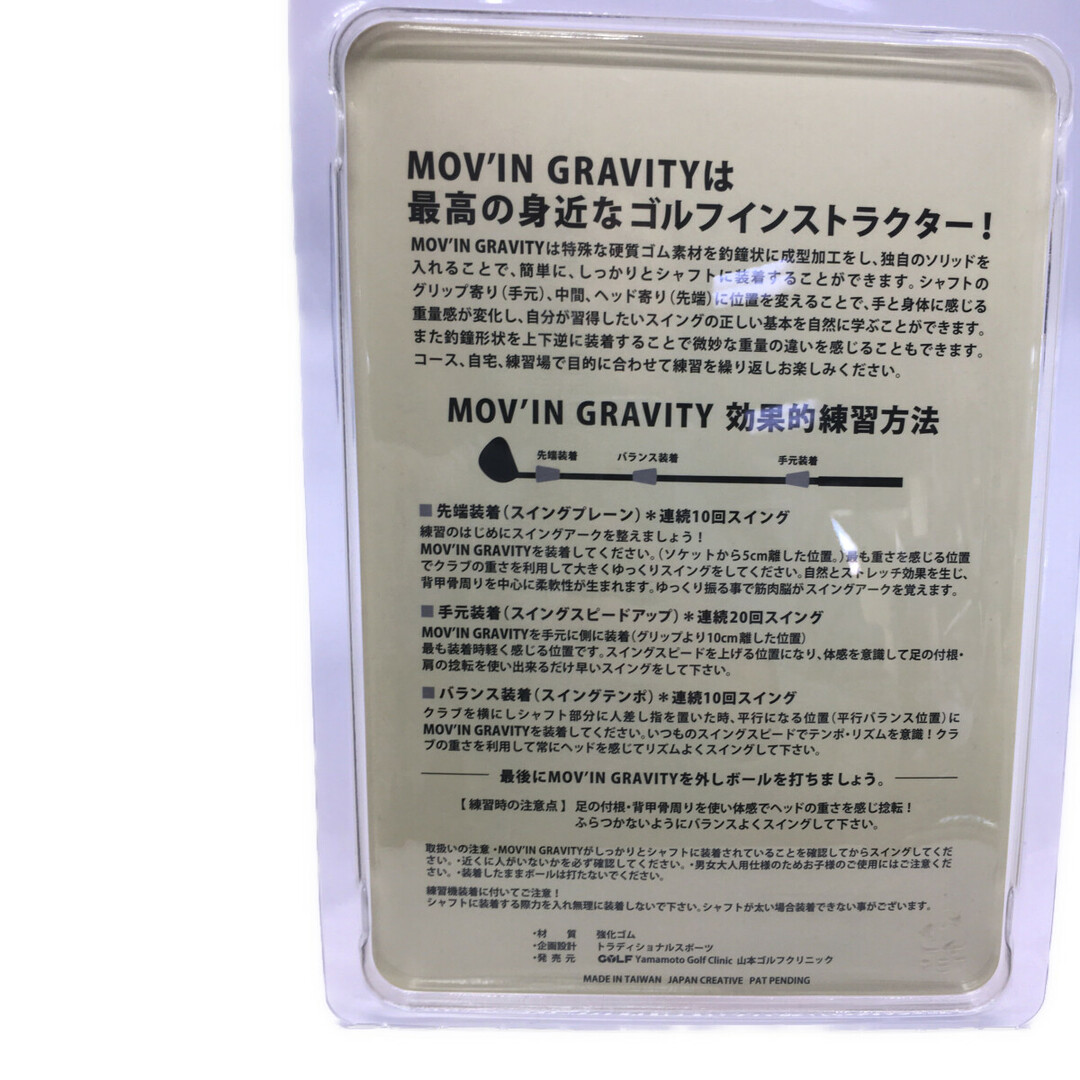 MOV'IN GRAVITYは
最高の身近なゴルフインストラクター!
MOV'IN GRAVITYは特殊な硬質ゴム素材を釣鐘状に成型加工をし、独自のソリッドを
入れることで、簡単に、しっかりとシャフトに装着することができます。シャフトの
グリップ寄り(手元)、中間、ヘッド寄り(先端)に位置を変えることで、手と身体に感じる
重量感が変化し、自分が習得したいスイングの正しい基本を自然に学ぶことができます。
また釣鐘形状を上下逆に装着することで微妙な重量の違いを感じることもできます。
コース、自宅、練習場で目的に合わせて練習を繰り返しお楽しみください。
MOV'IN GRAVITY 効果的練習方法
先端装着 バランス装着 手元装着
■ 先端装着(スイングプレーン)*連続10回スイング
練習のはじめにスイングアークを整えましょう!
MOV'IN GRAVITYを装着してください。(ソケットから5cm離した位置。)最も重さを感じる位置
でクラブの重さを利用して大きくゆっくりスイングをしてください。自然とストレッチ効果を生じ、
背甲骨周りを中心に柔軟性が生まれます。ゆっくり振る事で筋肉脳がスイングアークを覚えます。
■ 手元装着(スイングスピードアップ)*連続20回スイング
MOV'IN GRAVITYを手元に側に装着(グリップより10cm離した位置)
最も装着時軽く感じる位置です。スイングスピードを上げる位置になり、体感を意識して足の付根・
肩の捻転を使い出来るだけ早いスイングをして下さい。
■ バランス装着(スイングテンポ)*連続10回スイング
クラブを横にしシャフト部分に人差し指を置いた時、平行になる位置(平行バランス位置)に
MOV'IN GRAVITYを装着してください。いつものスイングスピードでテンポ・リズムを意識!クラ
ブの重さを利用して常にヘッドを感じてリズムよくスイングして下さい。
最後にMOV'IN GRAVITYを外しボールを打ちましょう。
【練習時の注意点】 足の付根・背甲骨周りを使い体感でヘッドの重さを感じ捻転!
ふらつかないようにバランスよくスイングして下さい。
取扱いの注意 ・MOV'IN GRAVITYがしっかりとシャフトに装着されていることを確認してからスイングしてくだ
さい。・近くに人がいないかを必ず確認してください。・男女大人用仕様のためお子様のご使用にはご注意くだ
さい。・装着したままボールは打たないでください。
練習機装着に付いてご注意!
シャフトに装着する際力を入れ無理に装着しないで下さい。シャフトが太い場合装着できない事がございます。
・材 質 強化ゴム
・企画設計 トラディショナルスポーツ
・発売元 GOLF Yamamoto Golf Clinic 山本ゴルフクリニック
MADE IN TAIWAN JAPAN CREATIVE PAT PENDING